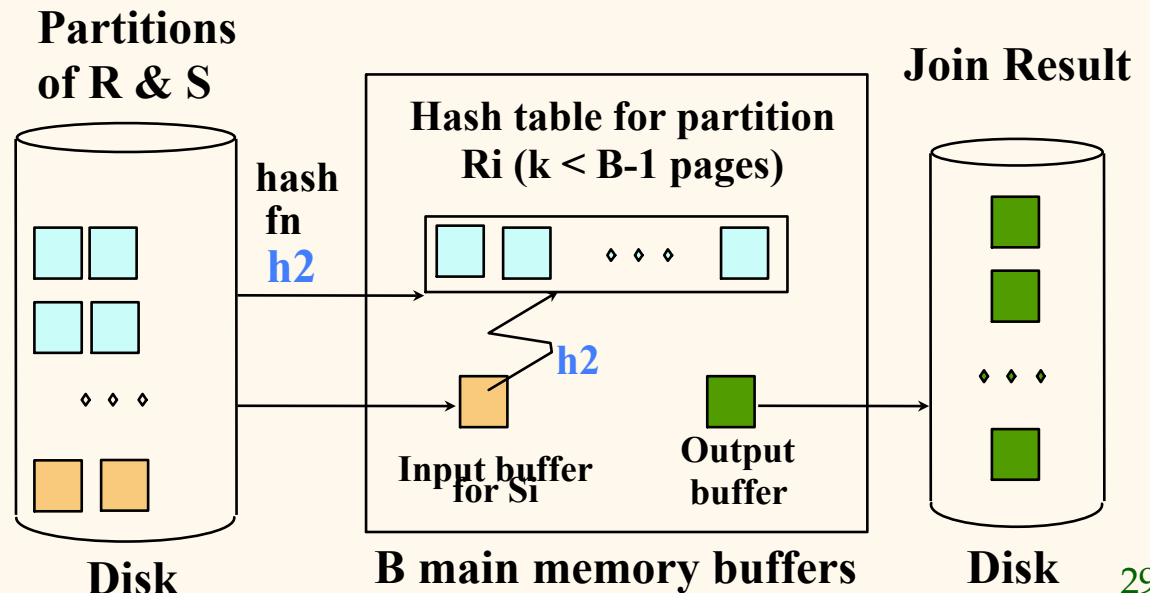 Partitions
of R & S
Join Result
Hash table for partition
Ri (k < B-1 pages)
hash
fn
h2
h2
Input buffer
for Si
Output
buffer
B main memory buffers
Disk
Disk
29